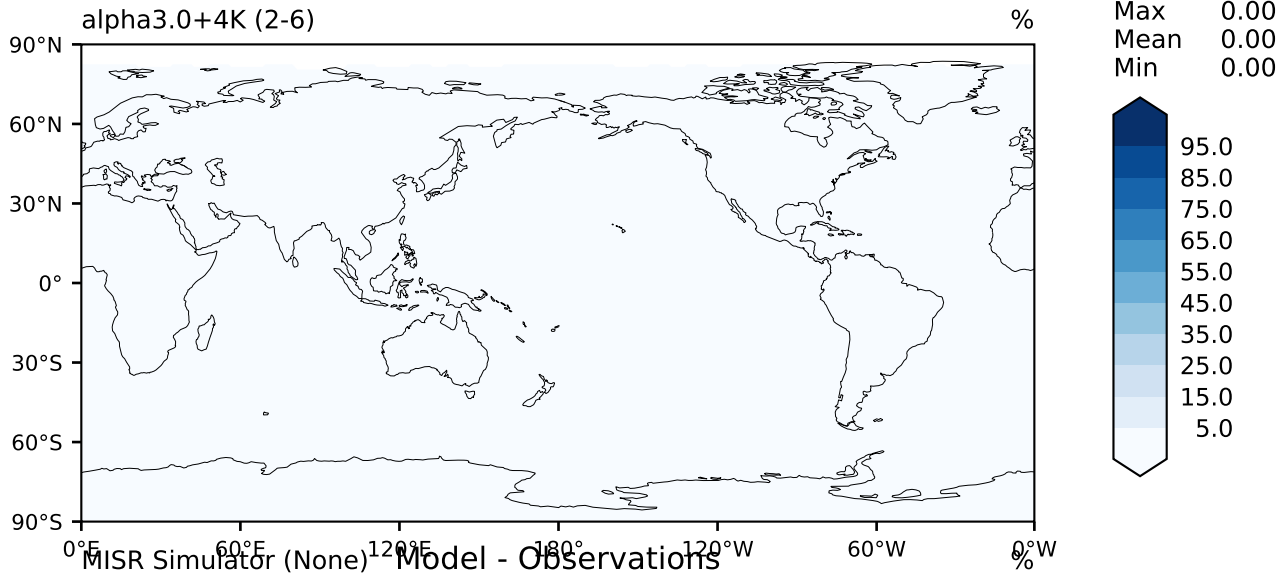 alpha3.0+4K (2-6) %
Max 0.00
Mean 0.00
Min 0.00
90°N
60°N
30°N
0°
30°S
60°S
90°S
95.0
85.0
75.0
65.0
55.0
45.0
35.0
25.0
15.0
5.0
0°E 60°E 120°E 180° 120°W 60°W 0°W
MISR Simulator (None) Model - Observations %